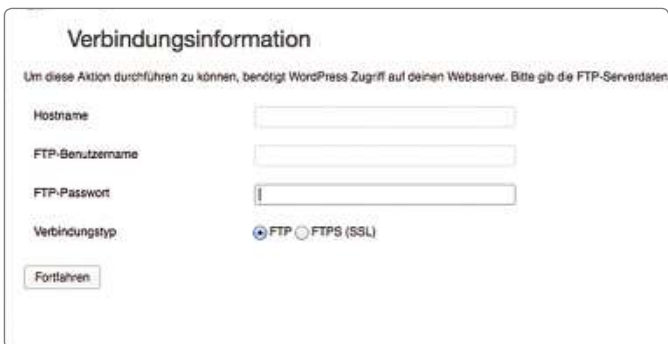 Verbindungsinformation
Um diese Aktion durchführen zu können, benötigt WordPress Zugriff auf deinen Webserver. Bitte gib die FTP-Serverdaten
Hostname
FTP-Benutzername
FTP-Passwort
Verbindungstyp FTP FTPS (SSL)
Fortfahren